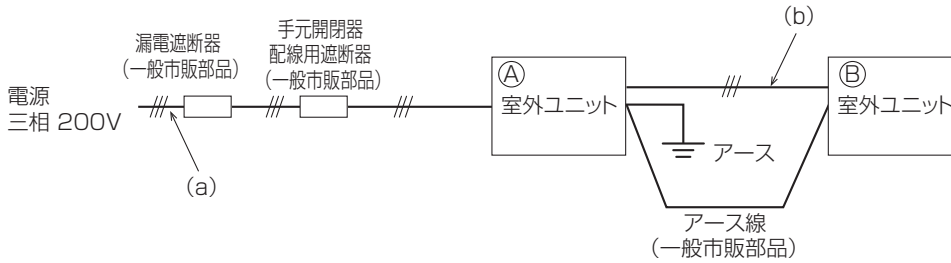 電源
三相 200V
漏電遮断器
(一般市販部品)
手元開閉器
配線用遮断器
(一般市販部品)
(a)
Ⓐ
室外ユニット
(b)
Ⓑ
室外ユニット
アース
アース線
(一般市販部品)